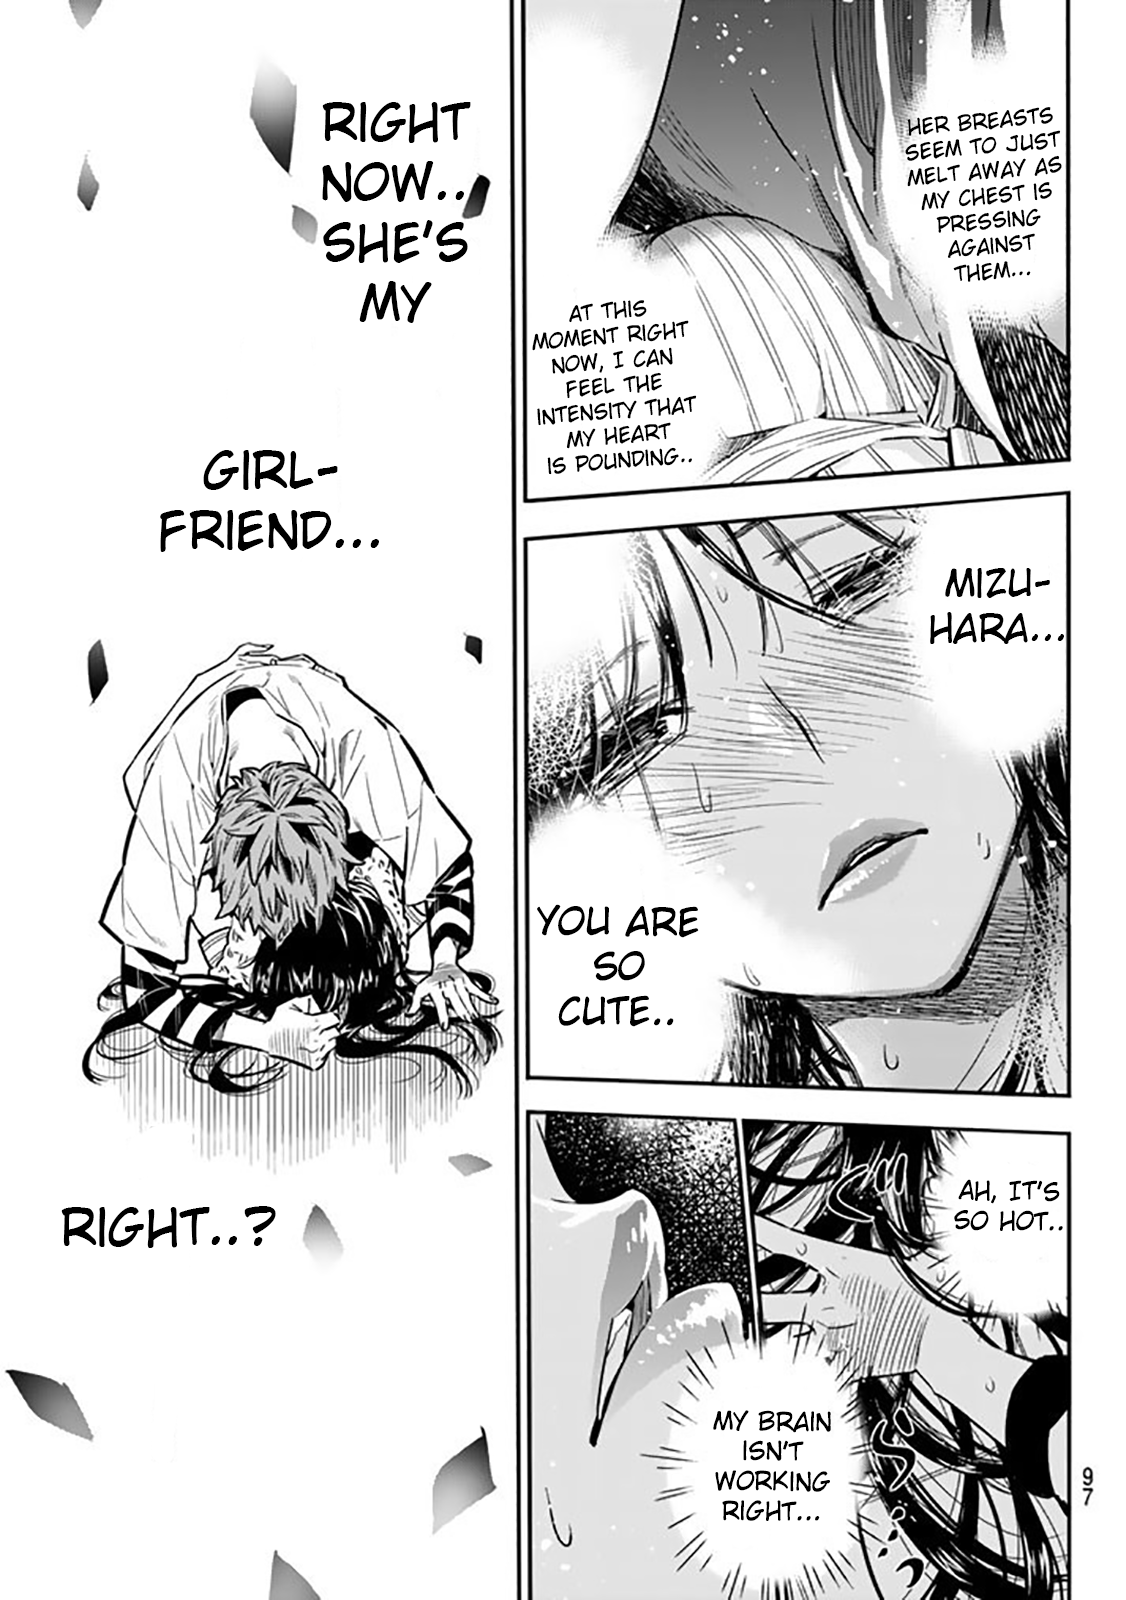 HER BREASTS
SEEM TO JUST
MELT AWAY AS
MY CHEST IS
PRESSING
AGAINST
THEM...
AT THIS
MOMENT RIGHT
NOW, I CAN
FEEL THE
INTENSITY THAT
MY HEART
IS POUNDING..
MIZU-
HARA...
YOU ARE
SO
CUTE..
AH, IT'S
SO HOT..
MY BRAIN
ISN'T
WORKING
RIGHT...
RIGHT
NOW..
SHE'S
MY
GIRL-
FRIEND...
RIGHT..?
97